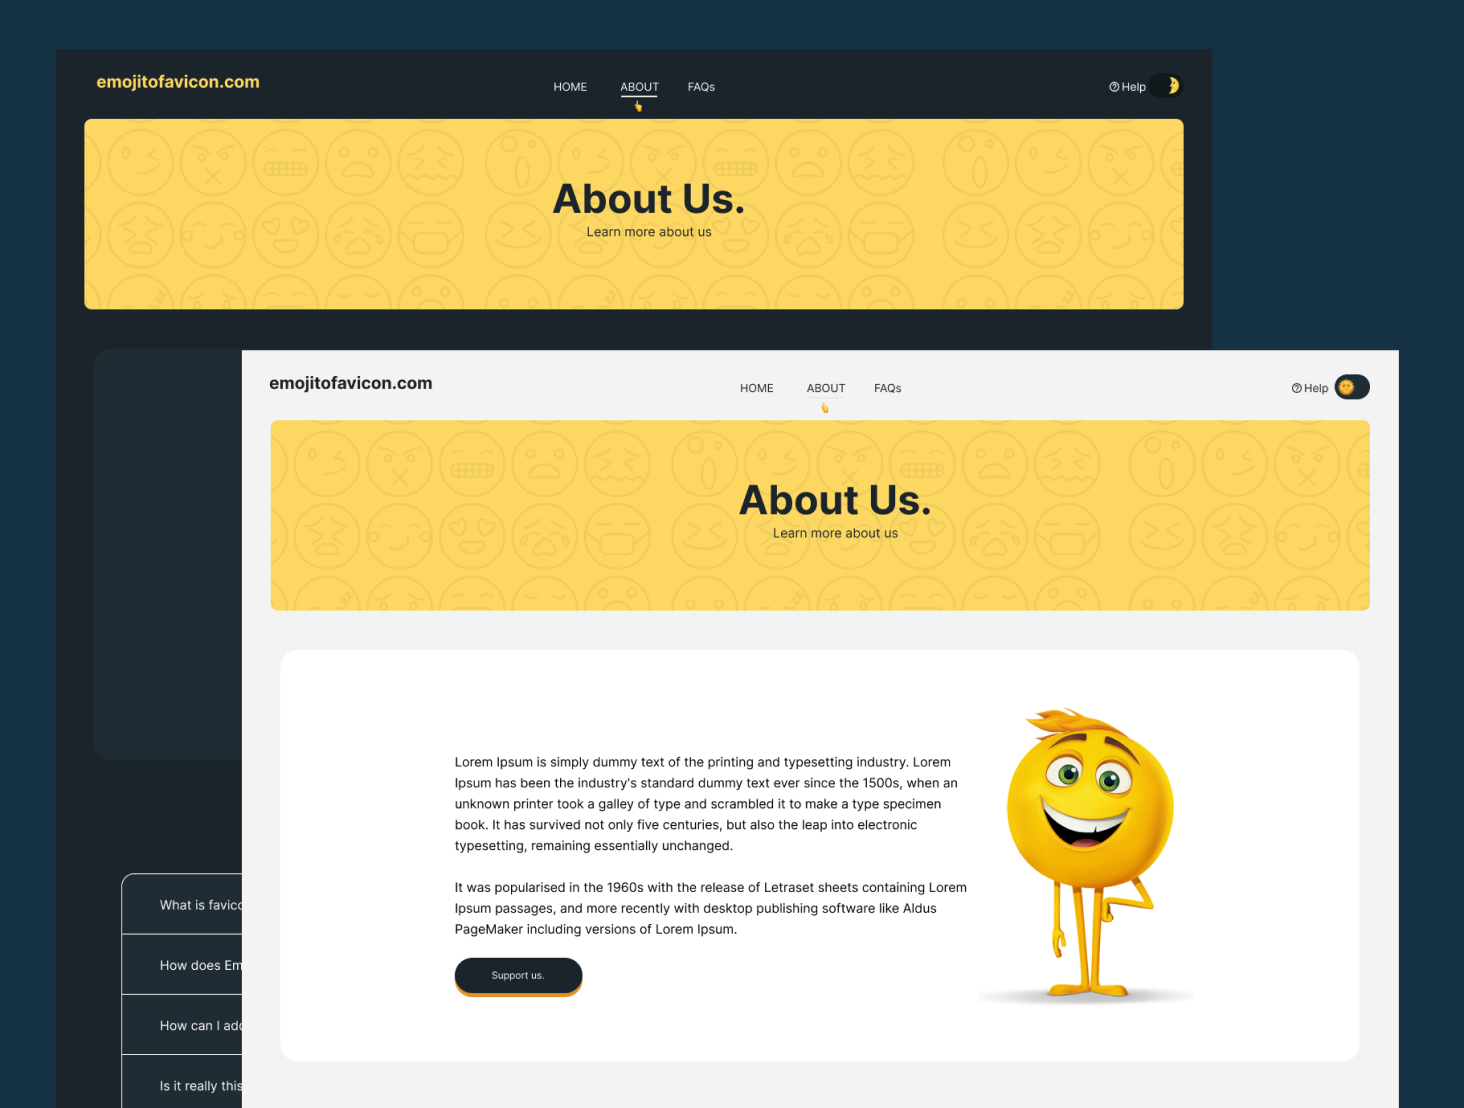 emojitofavicon.com
HOME ABOUT FAQs
Help
About Us.
Learn more about us
What is
How does
How can I
Is it really this
emojitofavicon.com
HOME ABOUT FAQs
Help
About Us.
Learn more about us
Lorem Ipsum is simply dummy text of the printing and typesetting industry. Lorem
Ipsum has been the industry's standard dummy text ever since the 1500s, when an
unknown printer took a galley of type and scrambled it to make a type specimen
book. It has survived not only five centuries, but also the leap into electronic
typesetting, remaining essentially unchanged.
It was popularised in the 1960s with the release of Letraset sheets containing Lorem
Ipsum passages, and more recently with desktop publishing software like Aldus
PageMaker including versions of Lorem Ipsum.
Support us.